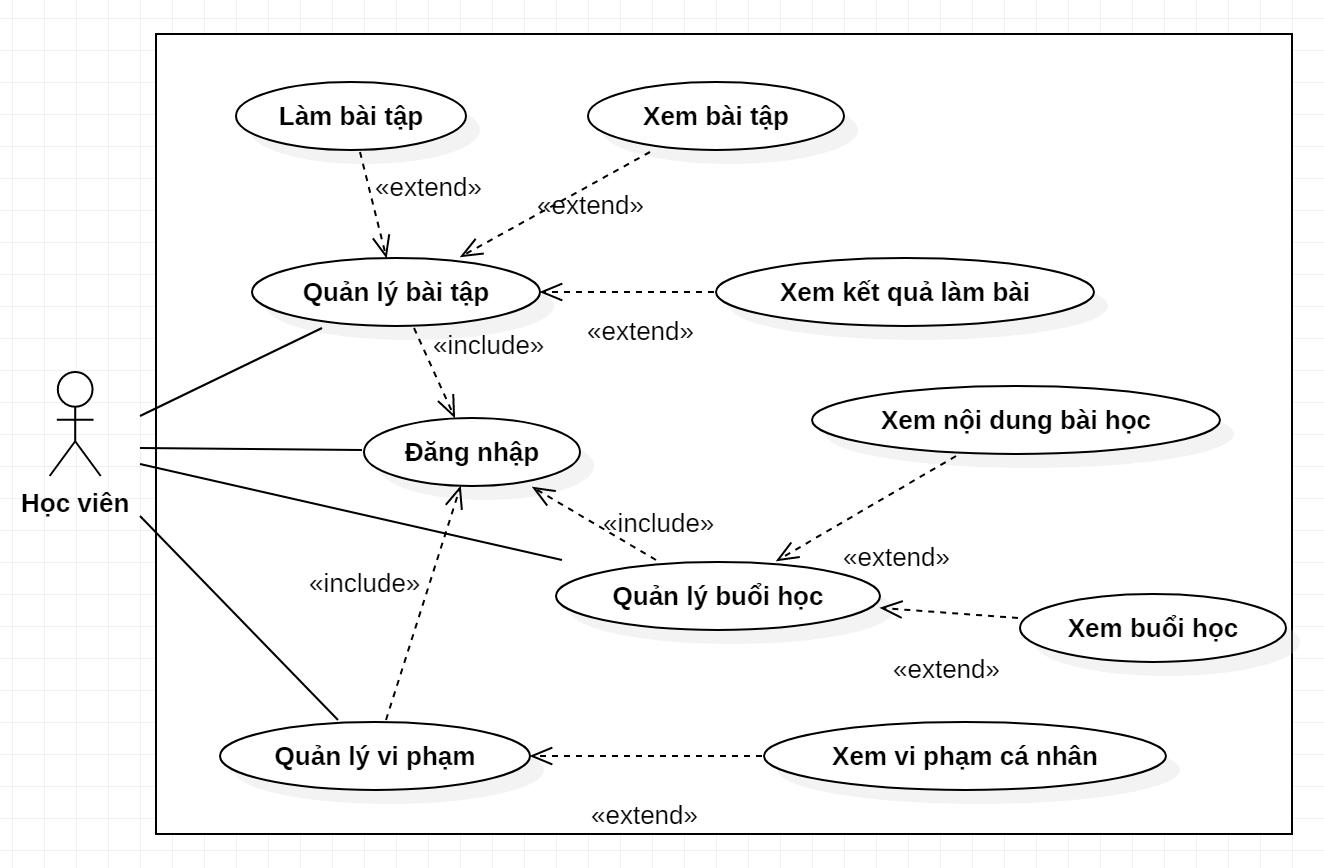 Làm bài tập
Xem bài tập
«extend»
«extend»
Quản lý bài tập
Xem kết quả làm bài
«extend»
«include»
Xem nội dung bài học
Đăng nhập
Học viên
«include»
«extend»
«include»
Quản lý buổi học
Xem buổi học
«extend»
Quản lý vi phạm
Xem vi phạm cá nhân
«extend»